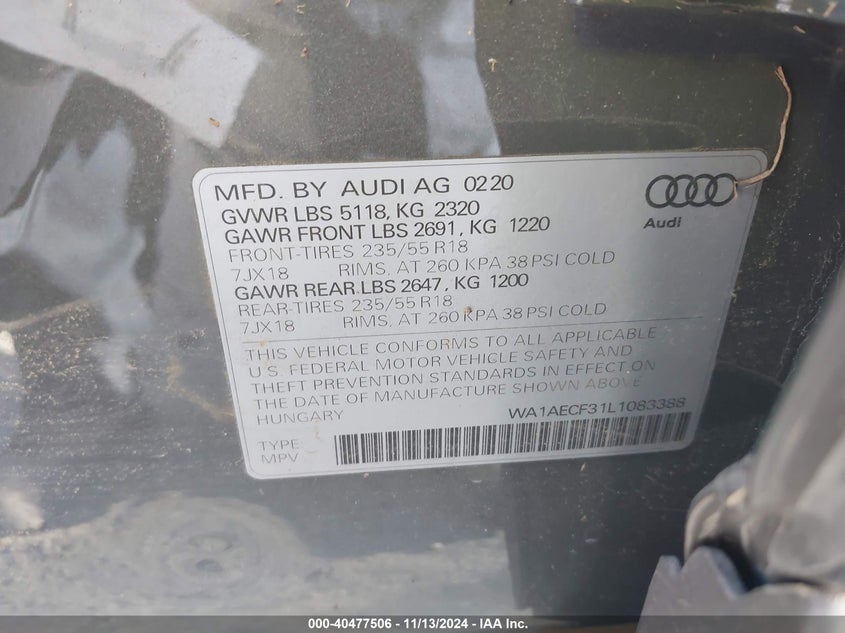 MFD. BY AUDI AG 0220
GVWR LBS 5118, KG 2320
GAWR FRONT LBS 2691, KG 1220
FRONT-TIRES 235/55 R18
7JX18 RIMS, AT 260 KPA 38 PSI COLD
GAWR REAR LBS 2647, KG 1200
REAR-TIRES 235/55 R18
7JX18 RIMS, AT 260 KPA 38 PSI COLD
Audi
THIS VEHICLE CONFORMS TO ALL APPLICABLE
U.S. FEDERAL MOTOR VEHICLE SAFETY AND
THEFT PREVENTION STANDARDS IN EFFECT ON
THE DATE OF MANUFACTURE SHOWN ABOVE.
HUNGARY WA1AECF31L1083388
TYPE:
MPV
000-40477506 - 11/13/2024 - IAA Inc.